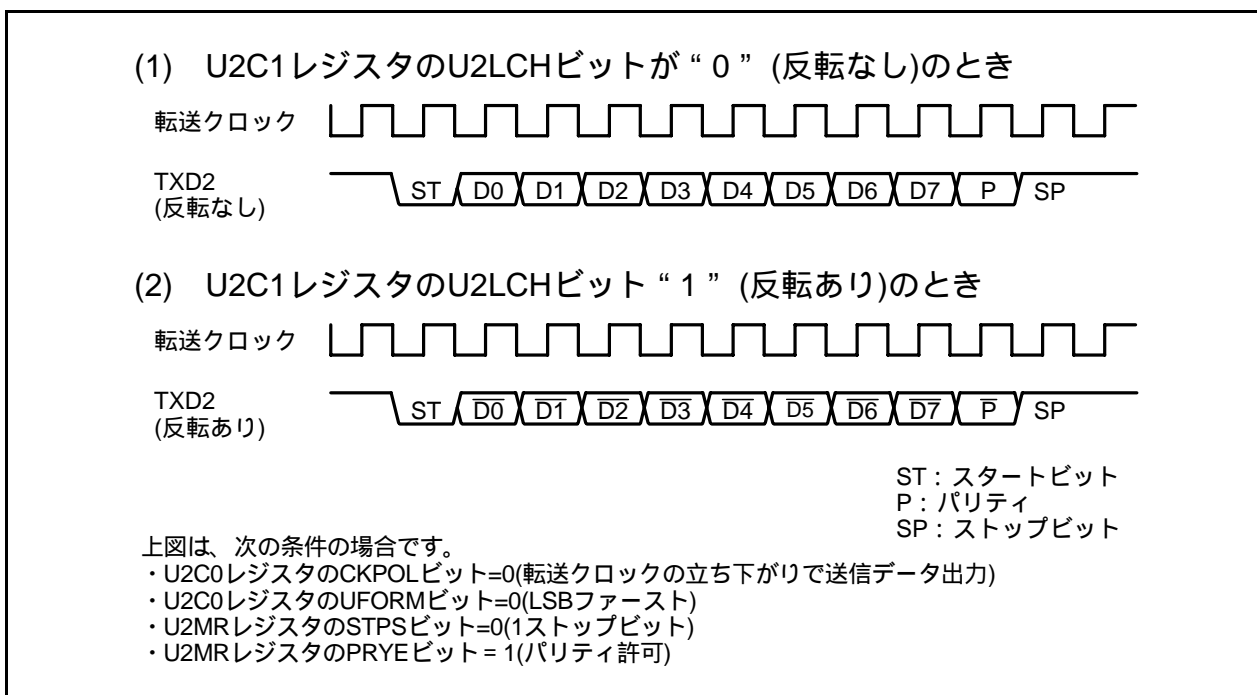 (1) U2C1レジスタのU2LCHビットが“0”(反転なし)のとき
転送クロック
TXD2
(反転なし)
ST D0 D1 D2 D3 D4 D5 D6 D7 P SP
(2) U2C1レジスタのU2LCHビット“1”(反転あり)のとき
転送クロック
TXD2
(反転あり)
ST D̅0̅ D̅1̅ D̅2̅ D̅3̅ D̅4̅ D̅5̅ D̅6̅ D̅7̅ P̅ SP
ST:スタートビット
P:パリティ
SP:ストップビット
上図は、次の条件の場合です。
・U2C0レジスタのCKPOLビット=0(転送クロックの立ち下がりで送信データ出力)
・U2C0レジスタのUFORMビット=0(LSBファースト)
・U2MRレジスタのSTPSビット=0(1ストップビット)
・U2MRレジスタのPRYEビット=1(パリティ許可)